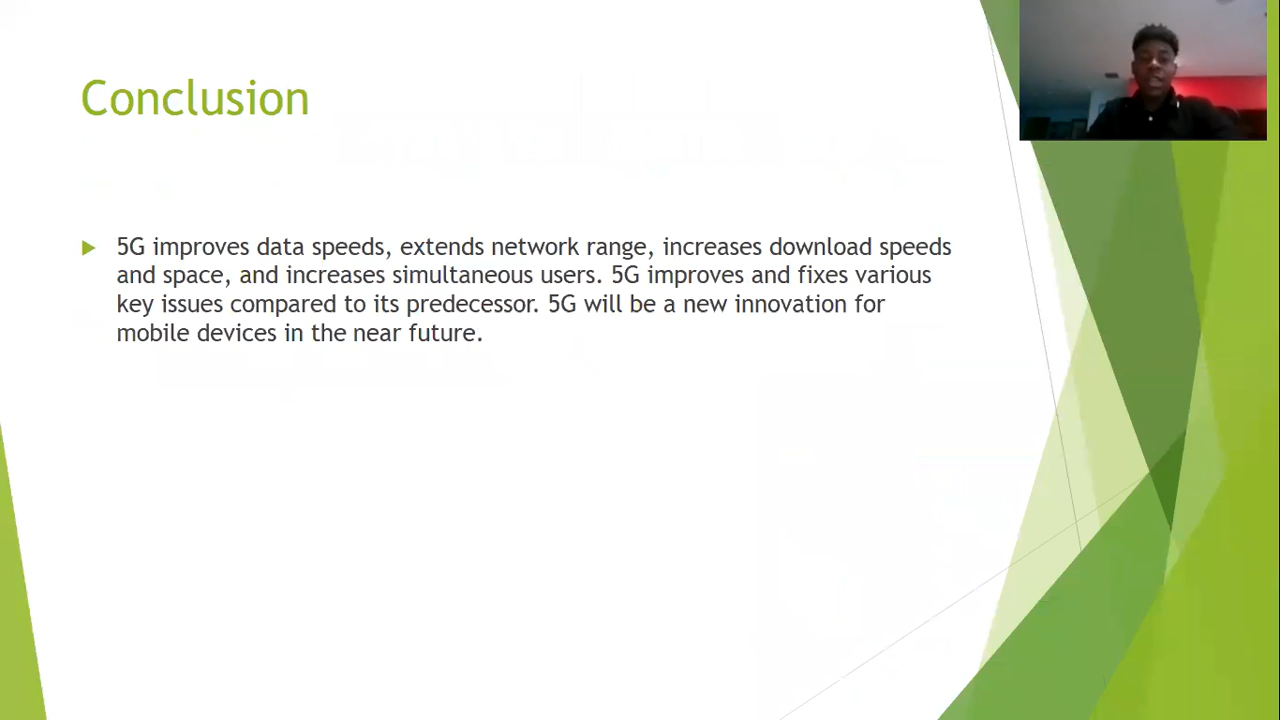 Conclusion
5G improves data speeds, extends network range, increases download speeds
and space, and increases simultaneous users. 5G improves and fixes various
key issues compared to its predecessor. 5G will be a new innovation for
mobile devices in the near future.